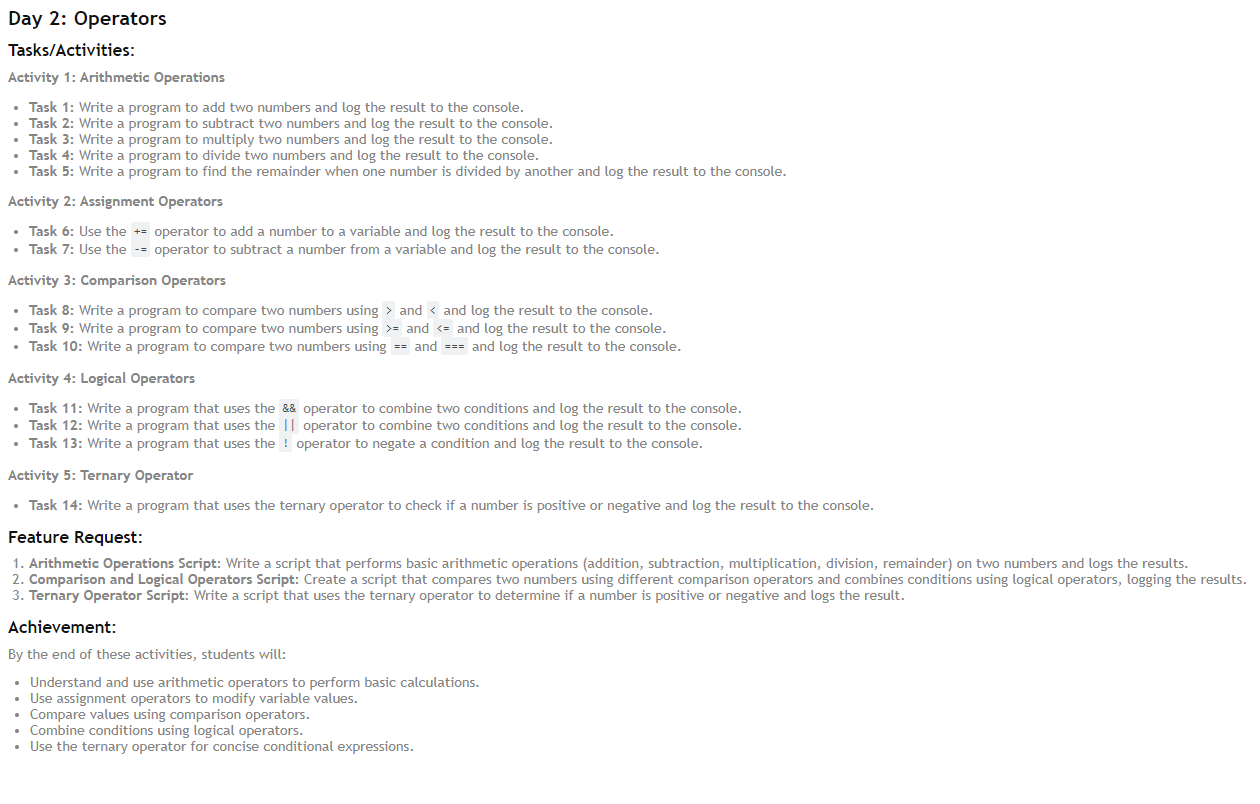 Day 2: Operators
Tasks/Activities:
Activity 1: Arithmetic Operations
• Task 1: Write a program to add two numbers and log the result to the console.
• Task 2: Write a program to subtract two numbers and log the result to the console.
• Task 3: Write a program to multiply two numbers and log the result to the console.
• Task 4: Write a program to divide two numbers and log the result to the console.
• Task 5: Write a program to find the remainder when one number is divided by another and log the result to the console.
Activity 2: Assignment Operators
• Task 6: Use the += operator to add a number to a variable and log the result to the console.
• Task 7: Use the -= operator to subtract a number from a variable and log the result to the console.
Activity 3: Comparison Operators
• Task 8: Write a program to compare two numbers using > and < and log the result to the console.
• Task 9: Write a program to compare two numbers using >= and <= and log the result to the console.
• Task 10: Write a program to compare two numbers using == and === and log the result to the console.
Activity 4: Logical Operators
• Task 11: Write a program that uses the && operator to combine two conditions and log the result to the console.
• Task 12: Write a program that uses the || operator to combine two conditions and log the result to the console.
• Task 13: Write a program that uses the ! operator to negate a condition and log the result to the console.
Activity 5: Ternary Operator
• Task 14: Write a program that uses the ternary operator to check if a number is positive or negative and log the result to the console.
Feature Request:
1. Arithmetic Operations Script: Write a script that performs basic arithmetic operations (addition, subtraction, multiplication, division, remainder) on two numbers and logs the results.
2. Comparison and Logical Operators Script: Create a script that compares two numbers using different comparison operators and combines conditions using logical operators, logging the results.
3. Ternary Operator Script: Write a script that uses the ternary operator to determine if a number is positive or negative and logs the result.
Achievement:
By the end of these activities, students will:
• Understand and use arithmetic operators to perform basic calculations.
• Use assignment operators to modify variable values.
• Compare values using comparison operators.
• Combine conditions using logical operators.
• Use the ternary operator for concise conditional expressions.